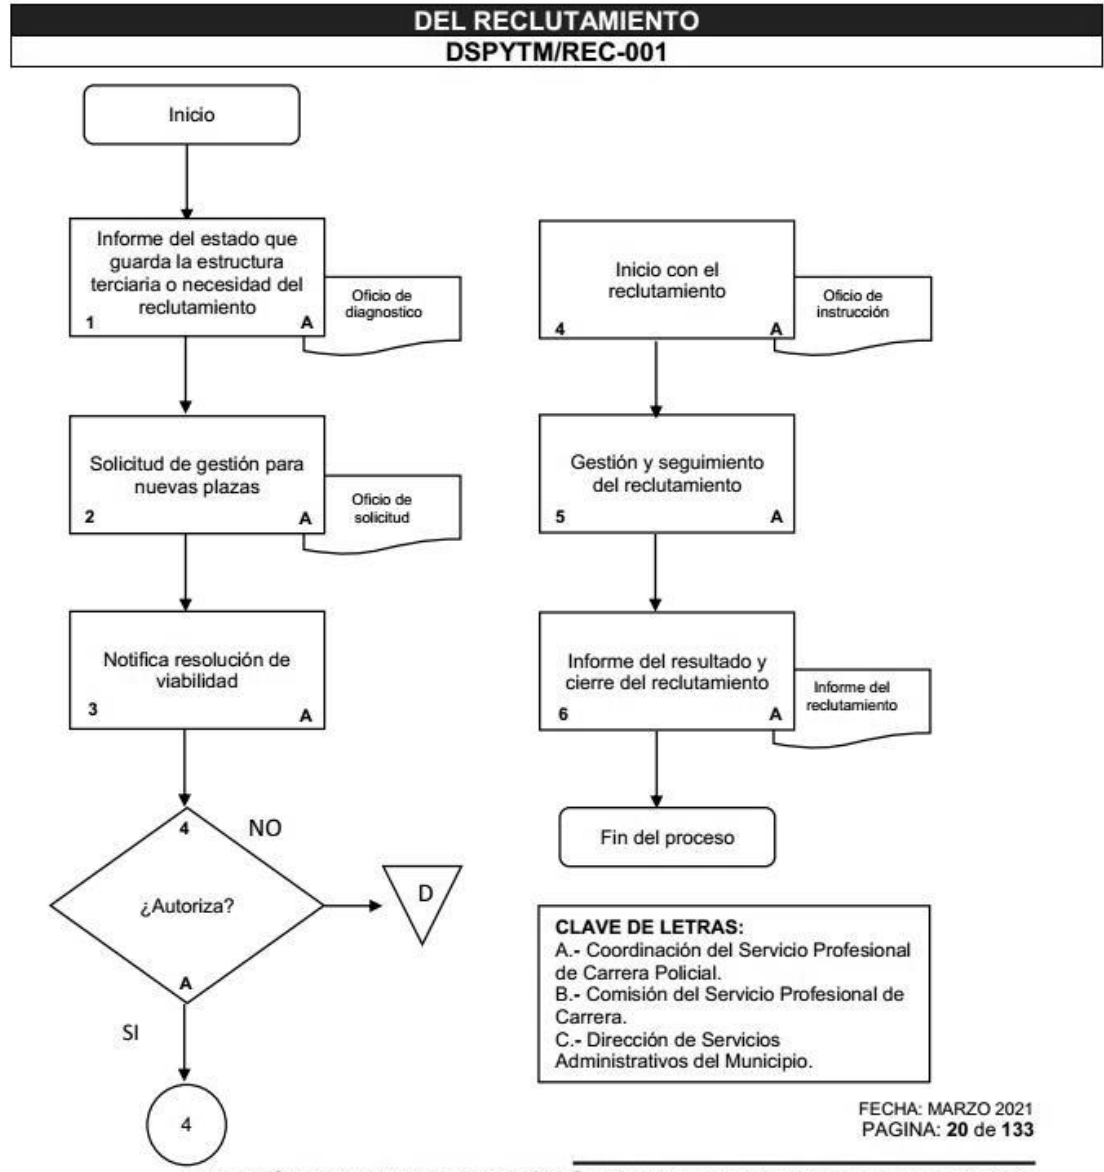 DEL RECLUTAMIENTO
DSPYTM/REC-001
Inicio
Informe del estado que
guarda la estructura
terciaria o necesidad del
reclutamiento
1 A
Oficio de
diagnostico
Solicitud de gestión para
nuevas plazas
2 A
Oficio de
solicitud
Notifica resolución de
viabilidad
3 A
4
NO
¿Autoriza?
D
A
SI
4
Inicio con el
reclutamiento
4 A
Oficio de
instrucción
Gestión y seguimiento
del reclutamiento
5 A
Informe del resultado y
cierre del reclutamiento
6 A
Informe del
reclutamiento
Fin del proceso
CLAVE DE LETRAS:
A.- Coordinación del Servicio Profesional
de Carrera Policial.
B.- Comisión del Servicio Profesional de
Carrera.
C.- Dirección de Servicios
Administrativos del Municipio.
FECHA: MARZO 2021
PAGINA: 20 de 133